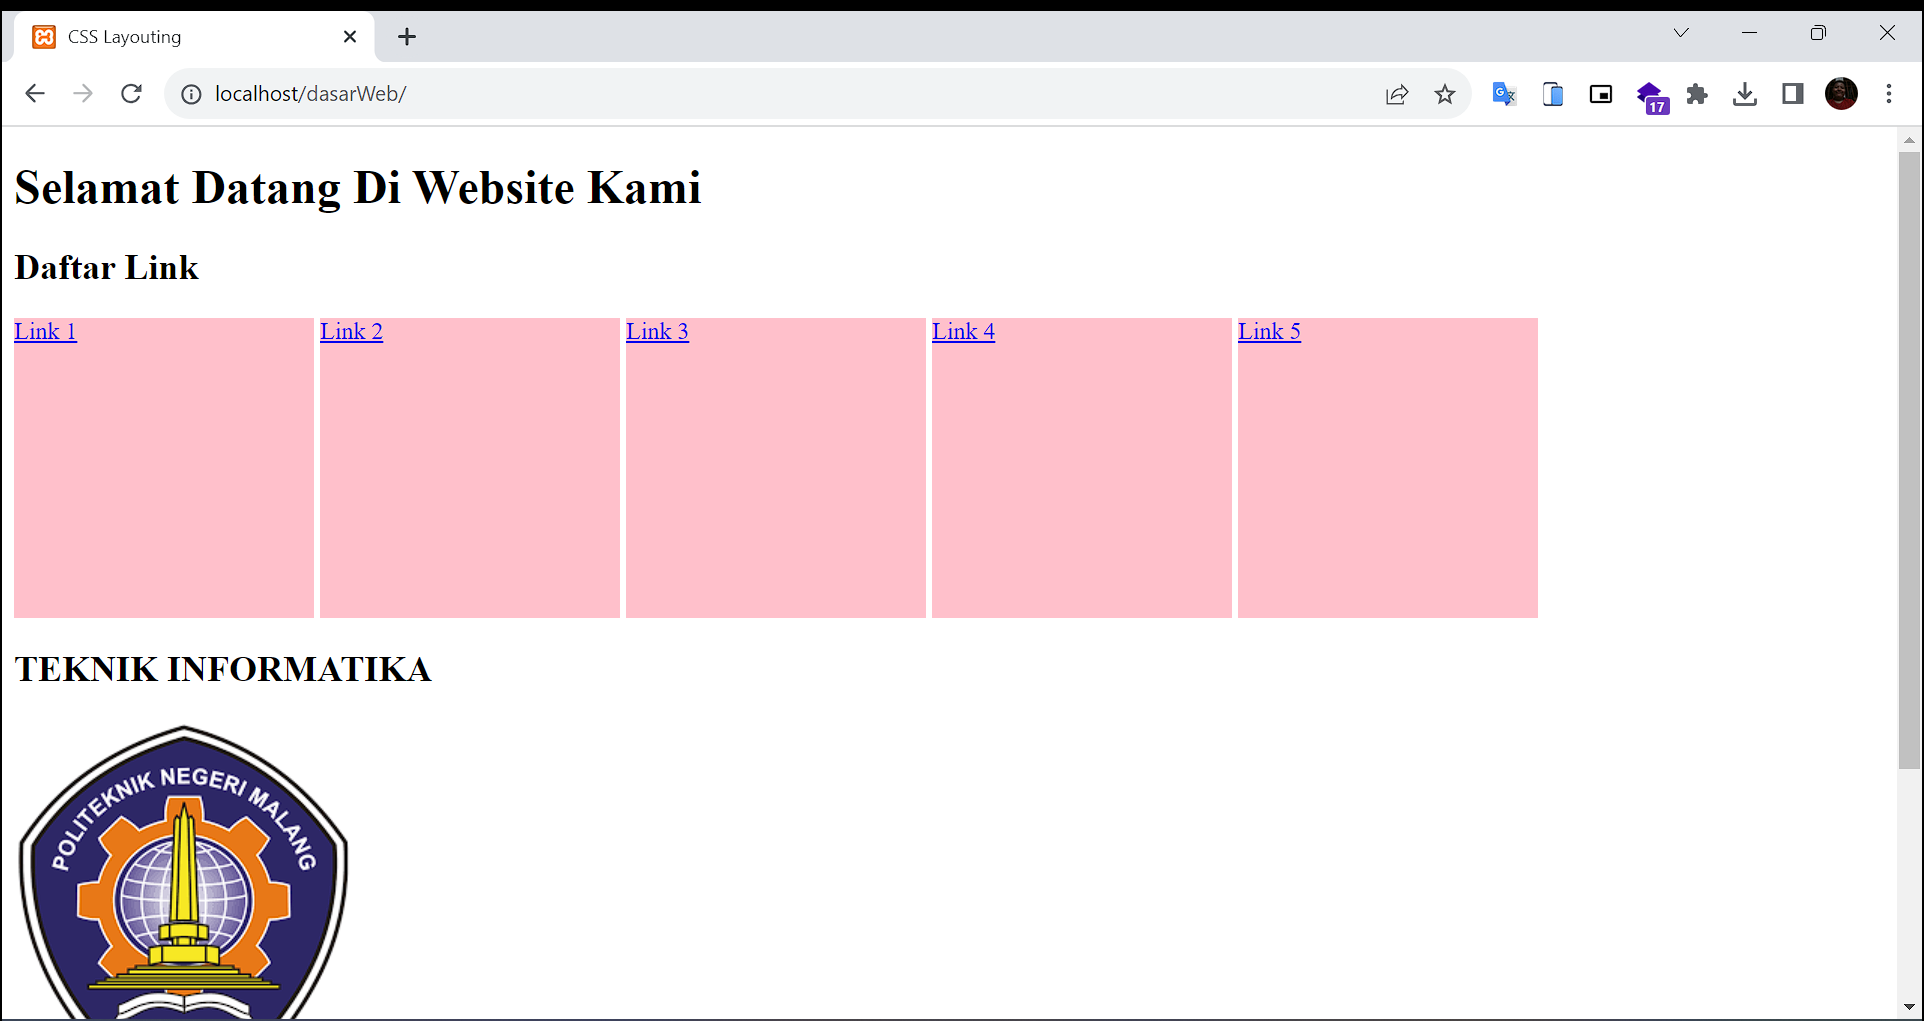 CSS Layouting
localhost/dasarWeb/
17
Selamat Datang Di Website Kami
Daftar Link
Link 1 Link 2 Link 3 Link 4 Link 5
TEKNIK INFORMATIKA
POLITEKNIK NEGERI MALANG